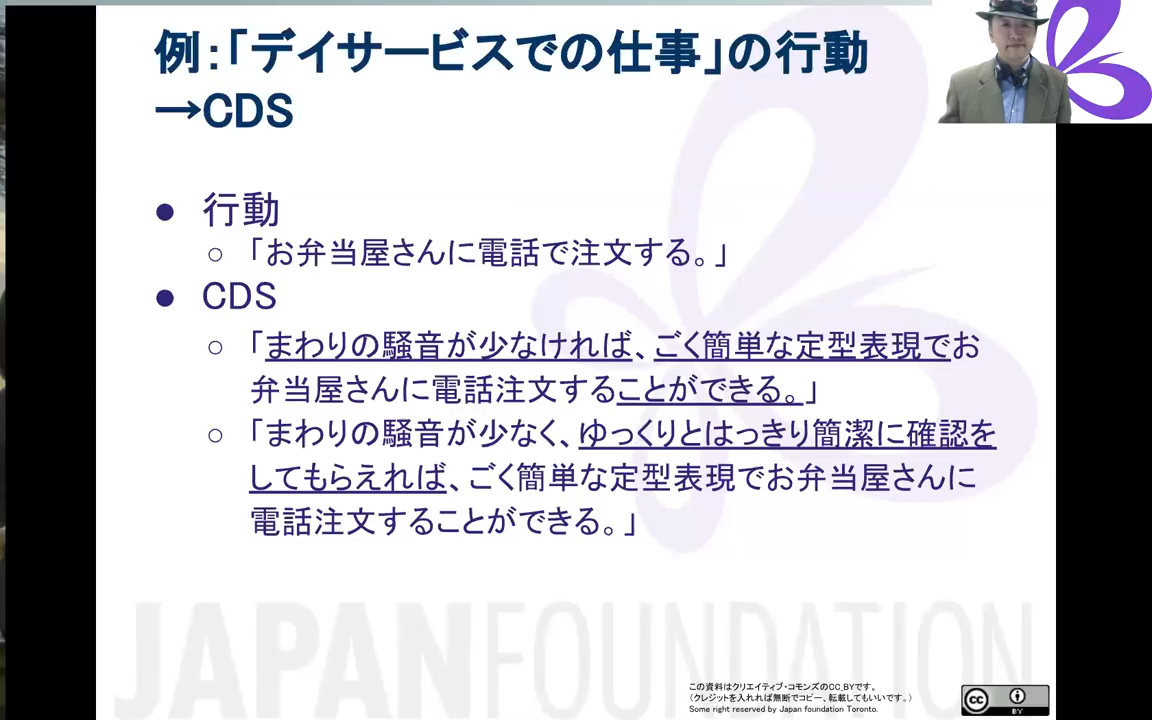 例：「デイサービスでの仕事」の行動
→CDS
● 行動
○ 「お弁当屋さんに電話で注文する。」
● CDS
○ 「まわりの騒音が少なければ、ごく簡単な定型表現でお
弁当屋さんに電話注文することができる。」
○ 「まわりの騒音が少なく、ゆっくりとはっきり簡潔に確認を
してもらえれば、ごく簡単な定型表現でお弁当屋さんに
電話注文することができる。」
JAPANFOUNDATION
この資料はクリエイティブ・コモンズのCC_BYです。
（クレジットを入れれば無断でコピー、転載してもいいです。）
Some right reserved by Japan foundation Toronto.
cc
BY